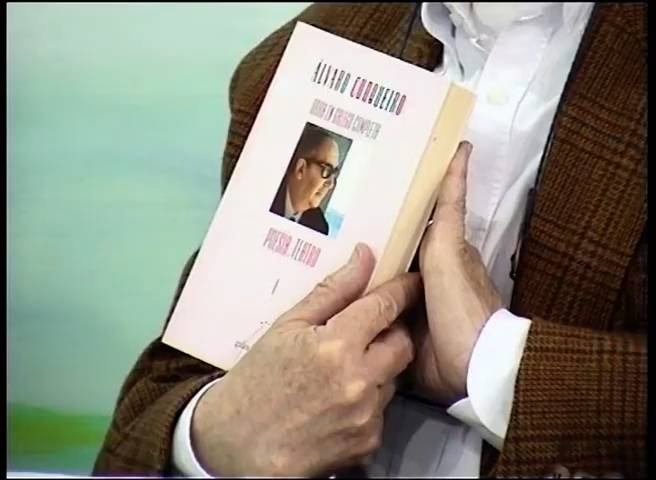 ÁLVARO CUNQUEIRO
OBRA EN GALEGO COMPLETA
POESÍA, TEATRO
I